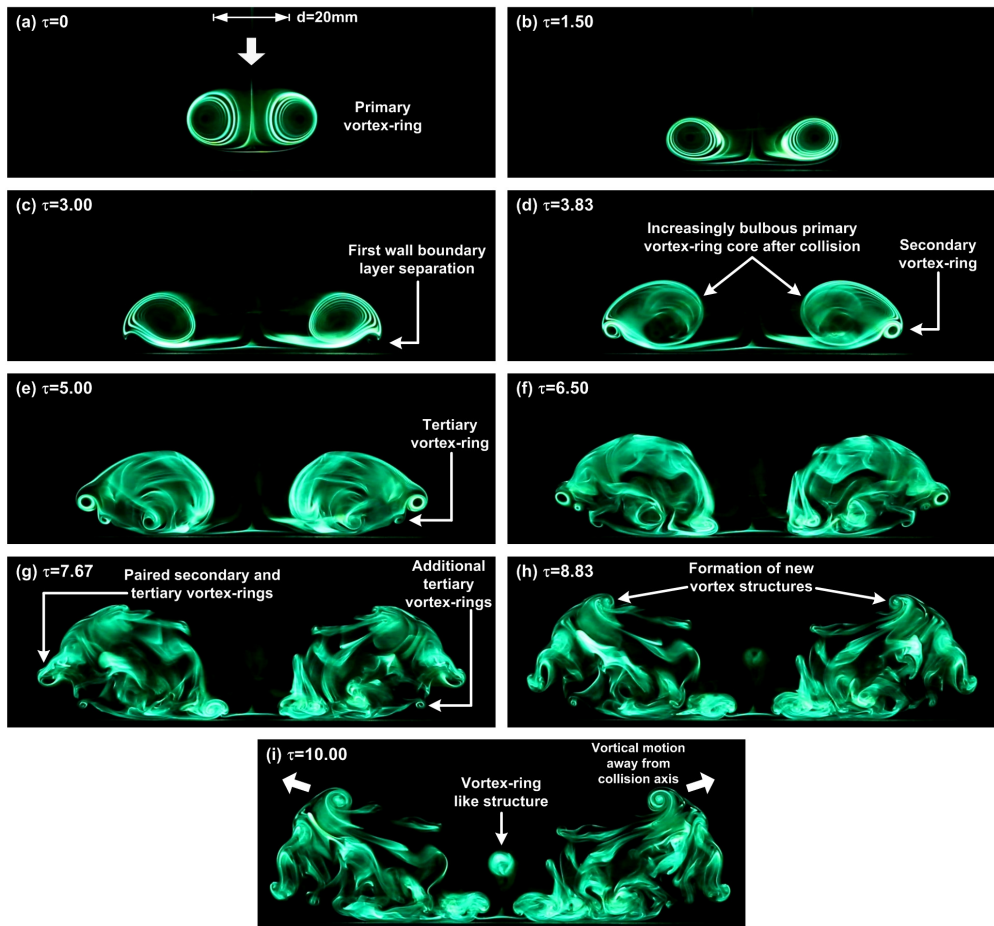 (a) τ=0
d=20mm
Primary
vortex-ring
(b) τ=1.50
(c) τ=3.00
First wall boundary
layer separation
(d) τ=3.83
Increasingly bulbous primary
vortex-ring core after collision
Secondary
vortex-ring
(e) τ=5.00
Tertiary
vortex-ring
(f) τ=6.50
(g) τ=7.67
Paired secondary and
tertiary vortex-rings
Additional
tertiary
vortex-rings
(h) τ=8.83
Formation of new
vortex structures
(i) τ=10.00
Vortex-ring
like structure
Vortical motion
away from
collision axis